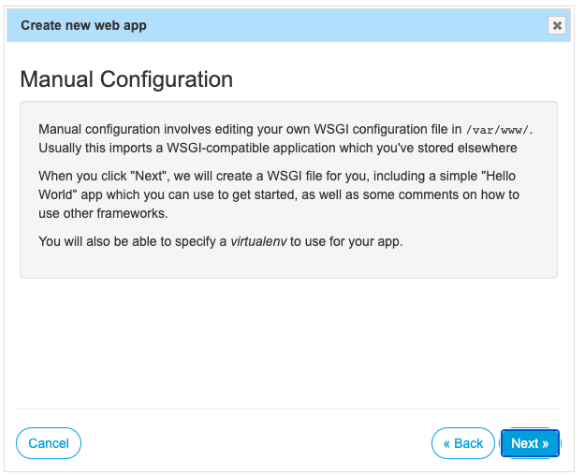 Create new web app
Manual Configuration
Manual configuration involves editing your own WSGI configuration file in /var/www/.
Usually this imports a WSGI-compatible application which you've stored elsewhere
When you click "Next", we will create a WSGI file for you, including a simple "Hello
World" app which you can use to get started, as well as some comments on how to
use other frameworks.
You will also be able to specify a virtualenv to use for your app.
Cancel
« Back
Next »